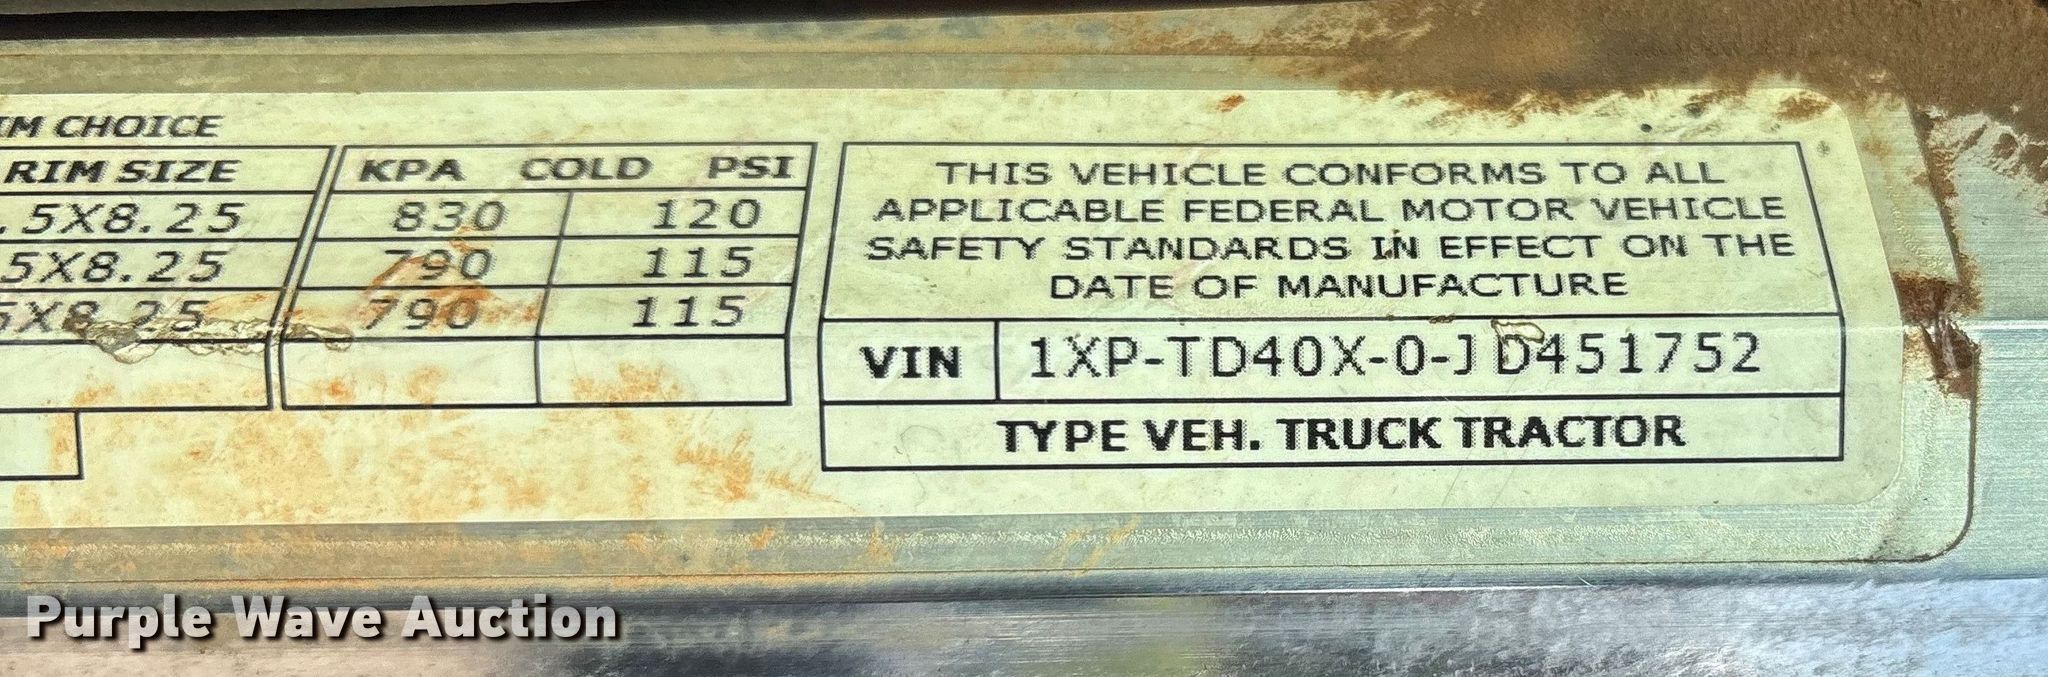 IM CHOICE
RIM SIZE
KPA COLD PSI
.5X8.25
830 120
5X8.25
790 115
5X8.25
790 115
THIS VEHICLE CONFORMS TO ALL
APPLICABLE FEDERAL MOTOR VEHICLE
SAFETY STANDARDS IN EFFECT ON THE
DATE OF MANUFACTURE
VIN 1XP-TD40X-0-JD451752
TYPE VEH. TRUCK TRACTOR
Purple Wave Auction